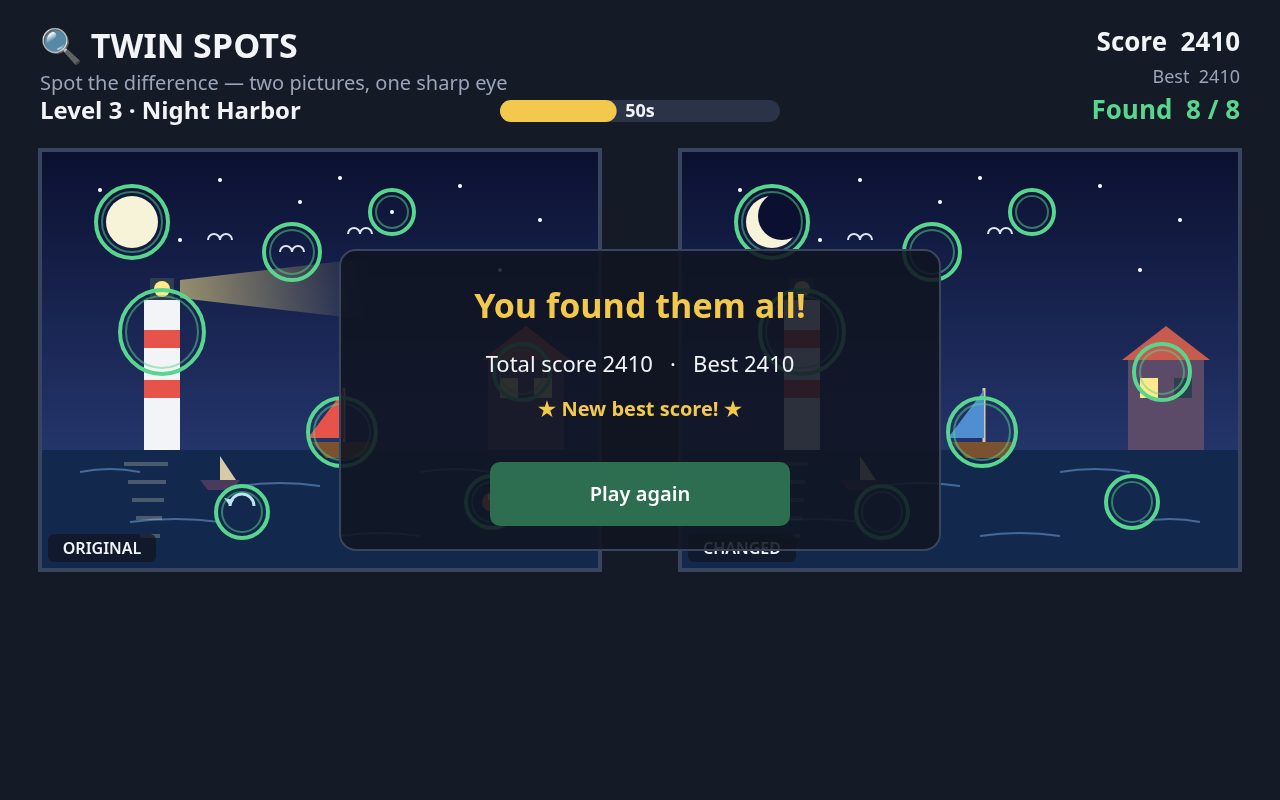 🔍 TWIN SPOTS
Spot the difference — two pictures, one sharp eye
Level 3 · Night Harbor
50s
Score 2410
Best 2410
Found 8 / 8
You found them all!
Total score 2410 · Best 2410
★ New best score! ★
Play again
ORIGINAL
CHANGED